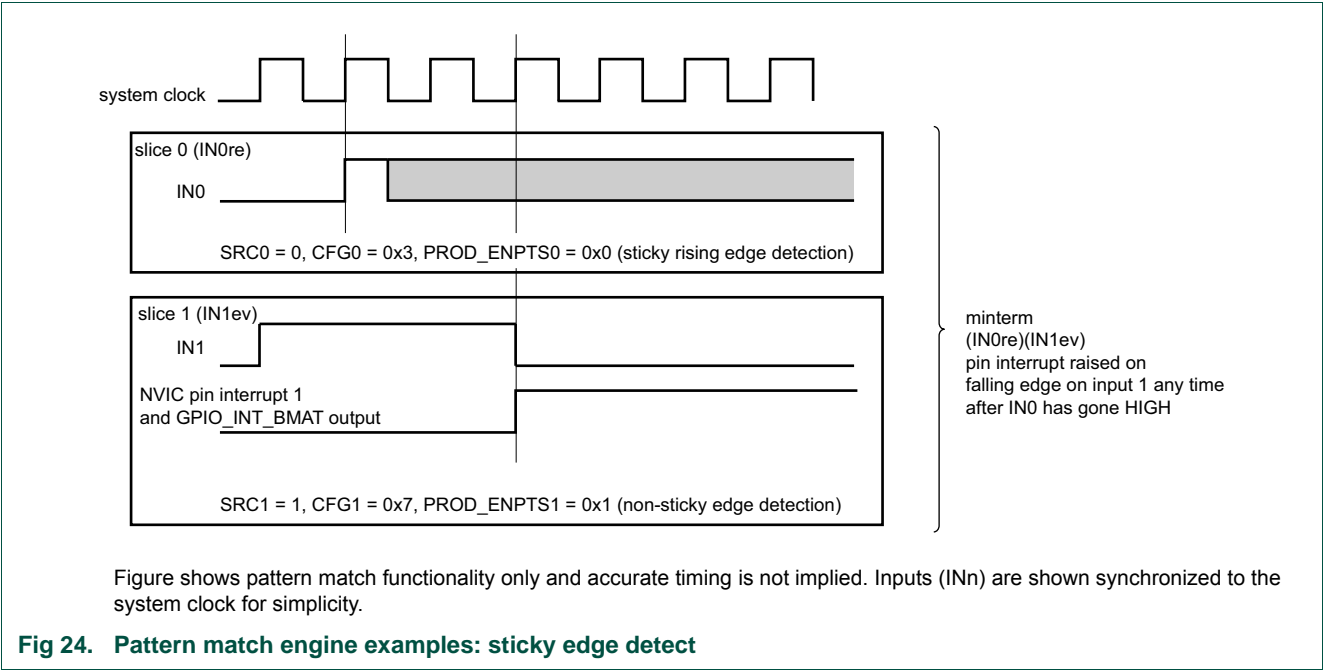 system clock
slice 0 (IN0re)
IN0
SRC0 = 0, CFG0 = 0x3, PROD_ENPTS0 = 0x0 (sticky rising edge detection)
slice 1 (IN1ev)
IN1
NVIC pin interrupt 1
and GPIO_INT_BMAT output
SRC1 = 1, CFG1 = 0x7, PROD_ENPTS1 = 0x1 (non-sticky edge detection)
minterm
(IN0re)(IN1ev)
pin interrupt raised on
falling edge on input 1 any time
after IN0 has gone HIGH
Figure shows pattern match functionality only and accurate timing is not implied. Inputs (INn) are shown synchronized to the
system clock for simplicity.
Fig 24. Pattern match engine examples: sticky edge detect